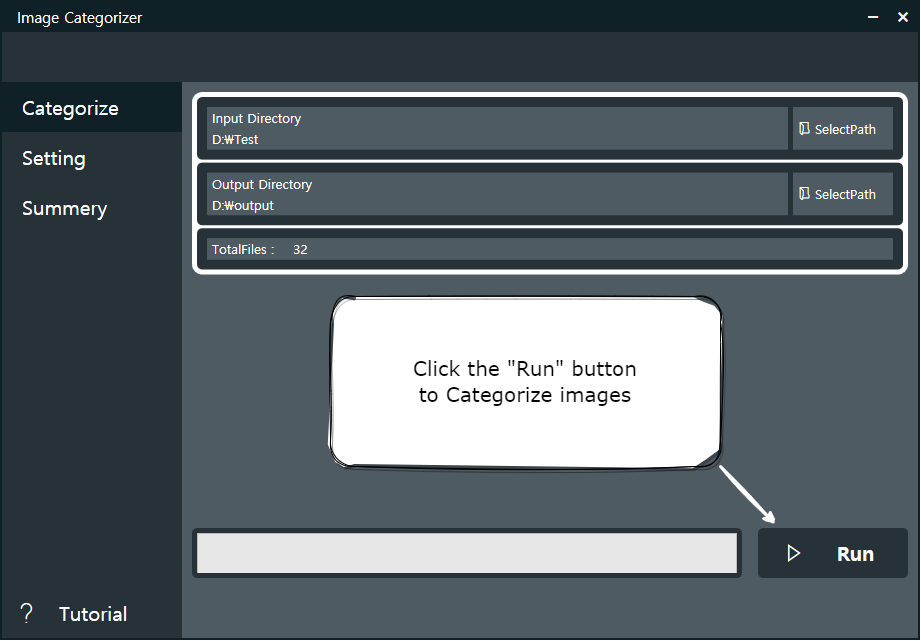 Image Categorizer
Categorize
Setting
Summery
Input Directory
D:₩Test
SelectPath
Output Directory
D:₩output
SelectPath
TotalFiles : 32
Click the "Run" button
to Categorize images
Run
? Tutorial